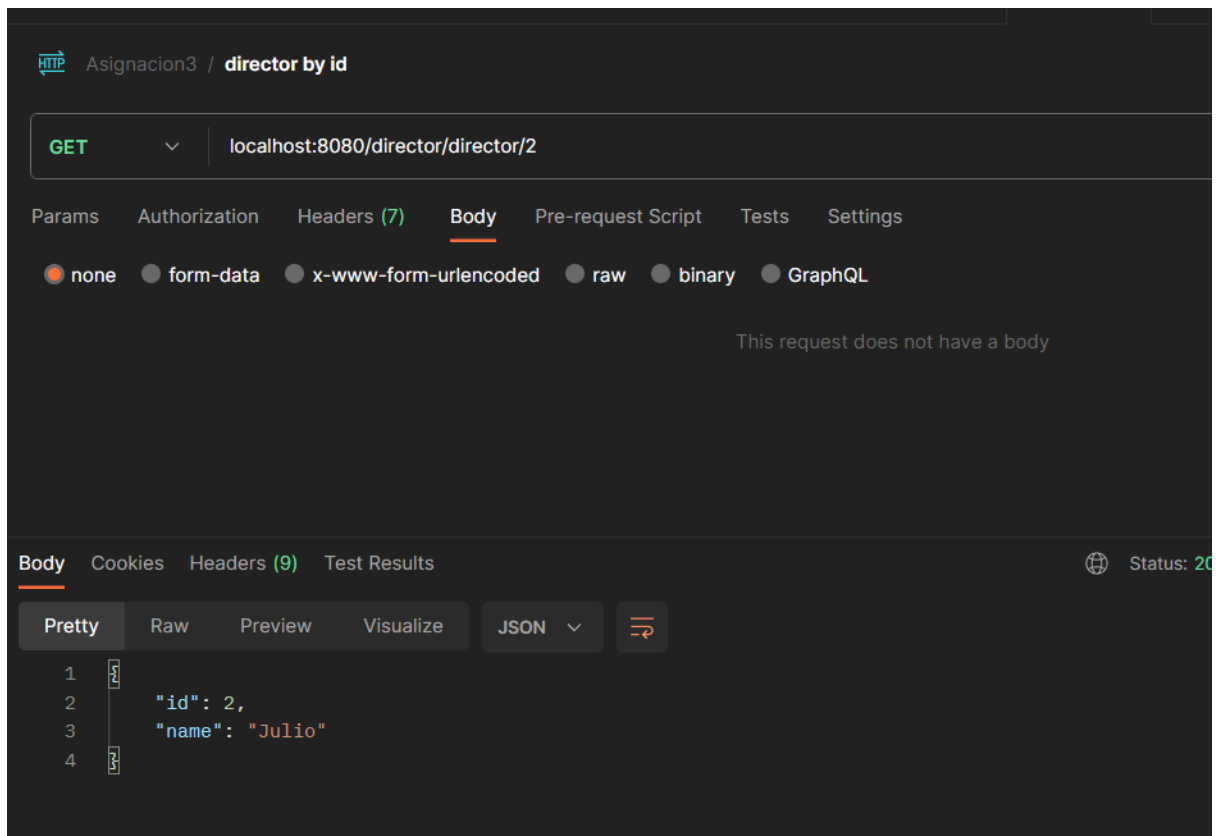 HTTP Asignacion3 / director by id
GET localhost:8080/director/director/2
Params Authorization Headers (7) Body Pre-request Script Tests Settings
none form-data x-www-form-urlencoded raw binary GraphQL
This request does not have a body
Body Cookies Headers (9) Test Results Status: 20
Pretty Raw Preview Visualize JSON
1 {
2 "id": 2,
3 "name": "Julio"
4 }